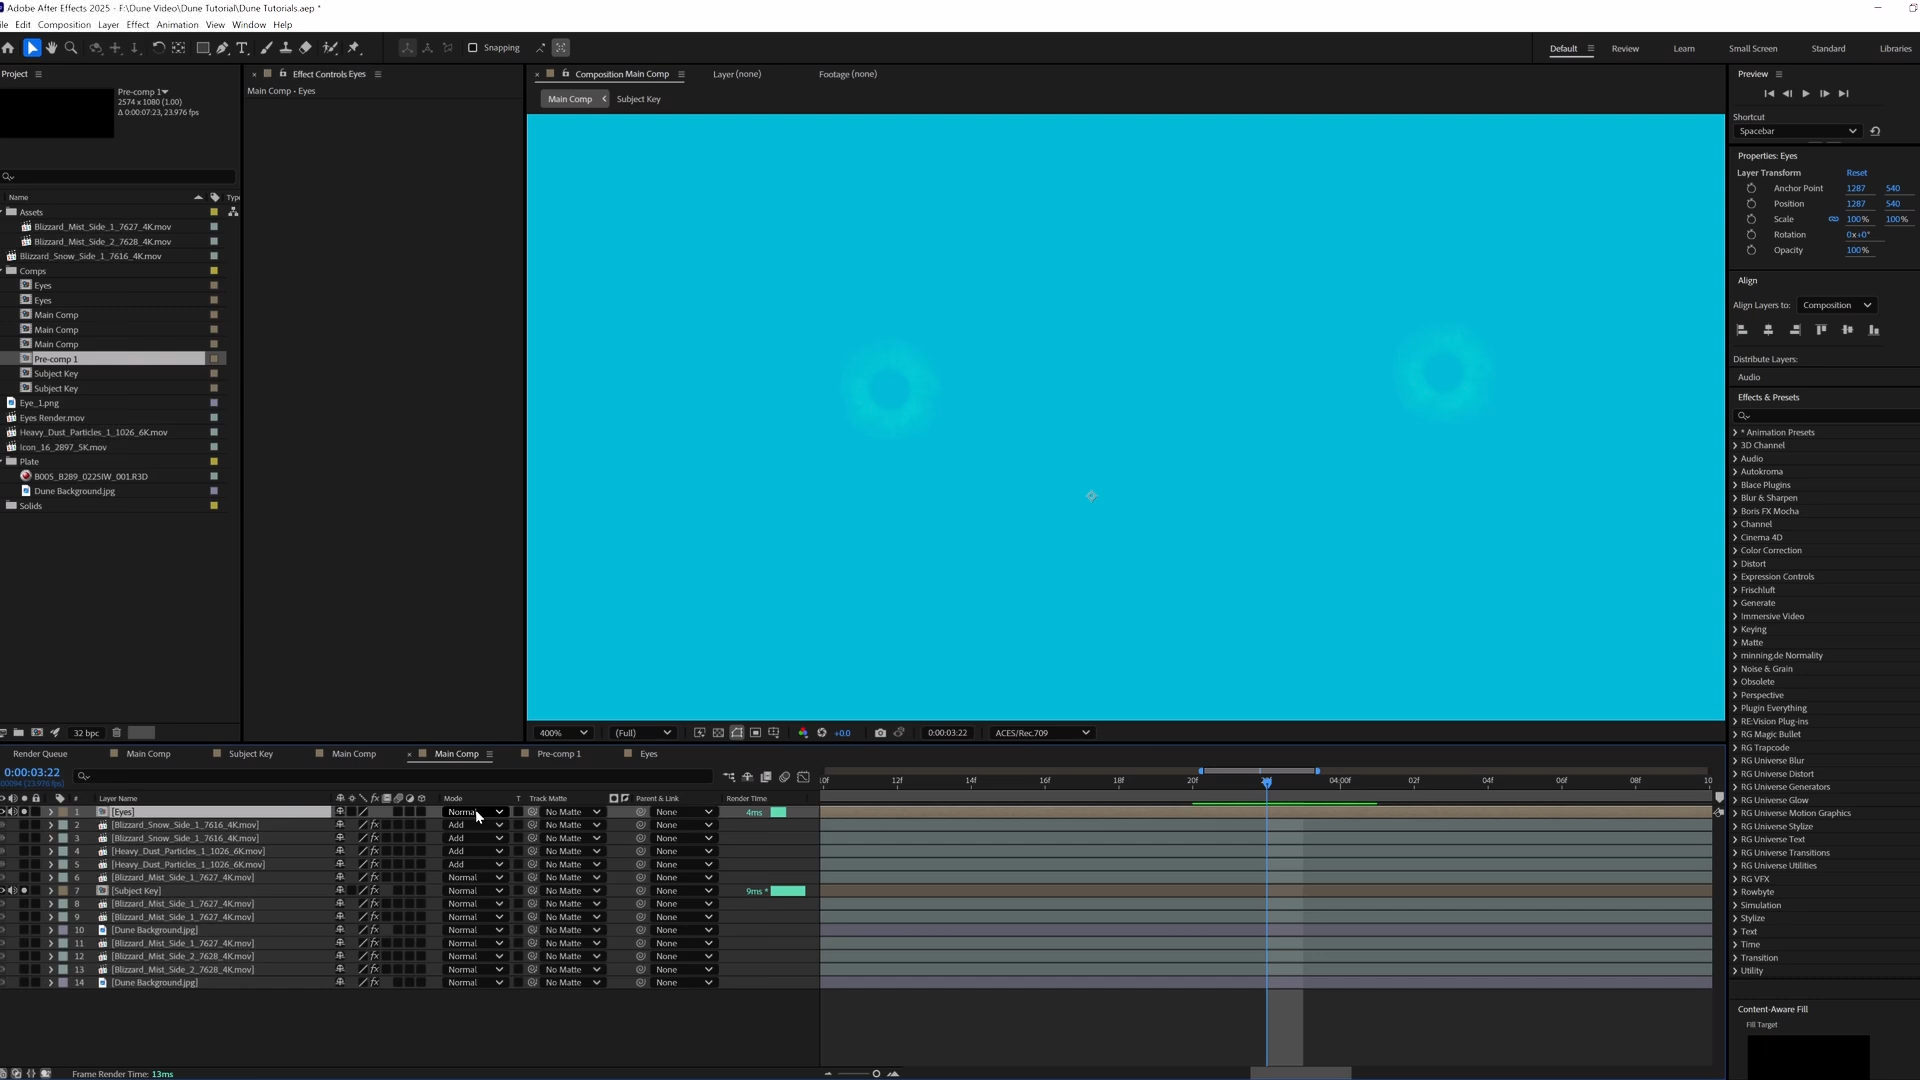 Adobe After Effects 2025 - F:\Dune Video\Dune Tutorial\Dune Tutorials.aep *
ile Edit Composition Layer Effect Animation View Window Help
Snapping
Default Review Learn Small Screen Standard Libraries
Project
Pre-comp 1
2574 x 1080 (1.00)
Δ 0:00:07:23, 23.976 fps
Name Typ
Assets
Blizzard_Mist_Side_1_7627_4K.mov
Blizzard_Mist_Side_2_7628_4K.mov
Blizzard_Snow_Side_1_7616_4K.mov
Comps
Eyes
Eyes
Main Comp
Main Comp
Main Comp
Pre-comp 1
Subject Key
Subject Key
Eye_1.png
Eyes Render.mov
Heavy_Dust_Particles_1_1026_6K.mov
Icon_16_2897_5K.mov
Plate
B005_B289_0225IW_001.R3D
Dune Background.jpg
Solids
32 bpc
Effect Controls Eyes
Main Comp • Eyes
Composition Main Comp Layer (none) Footage (none)
Main Comp Subject Key
400% (Full) +0.0 0:00:03:22 ACES/Rec.709
Preview
Shortcut
Spacebar
Properties: Eyes
Layer Transform Reset
Anchor Point 1287 540
Position 1287 540
Scale 100% 100%
Rotation 0x+0°
Opacity 100%
Align
Align Layers to: Composition
Distribute Layers:
Audio
Effects & Presets
* Animation Presets
3D Channel
Audio
Autokroma
Blace Plugins
Blur & Sharpen
Boris FX Mocha
Channel
Cinema 4D
Color Correction
Distort
Expression Controls
Frischluft
Generate
Immersive Video
Keying
Matte
minning.de Normality
Noise & Grain
Obsolete
Perspective
Plugin Everything
RE:Vision Plug-ins
RG Magic Bullet
RG Trapcode
RG Universe Blur
RG Universe Distort
RG Universe Generators
RG Universe Glow
RG Universe Motion Graphics
RG Universe Stylize
RG Universe Text
RG Universe Transitions
RG Universe Utilities
RG VFX
Rowbyte
Simulation
Stylize
Text
Time
Transition
Utility
Content-Aware Fill
Fill Target
Render Queue Main Comp Subject Key Main Comp Main Comp Pre-comp 1 Eyes
0:00:03:22
# Layer Name fx Mode T Track Matte Parent & Link Render Time
10f 12f 14f 16f 18f 20f 04:00f 02f 04f 06f 08f 10
1 [Eyes] Normal No Matte None 4ms
2 [Blizzard_Snow_Side_1_7616_4K.mov] fx Add No Matte None
3 [Blizzard_Snow_Side_1_7616_4K.mov] fx Add No Matte None
4 [Heavy_Dust_Particles_1_1026_6K.mov] fx Add No Matte None
5 [Heavy_Dust_Particles_1_1026_6K.mov] fx Add No Matte None
6 [Blizzard_Mist_Side_1_7627_4K.mov] fx Normal No Matte None
7 [Subject Key] fx Normal No Matte None 9ms *
8 [Blizzard_Mist_Side_1_7627_4K.mov] fx Normal No Matte None
9 [Blizzard_Mist_Side_1_7627_4K.mov] fx Normal No Matte None
10 [Dune Background.jpg] fx Normal No Matte None
11 [Blizzard_Mist_Side_1_7627_4K.mov] fx Normal No Matte None
12 [Blizzard_Mist_Side_2_7628_4K.mov] fx Normal No Matte None
13 [Blizzard_Mist_Side_2_7628_4K.mov] fx Normal No Matte None
14 [Dune Background.jpg] fx Normal No Matte None
Frame Render Time: 13ms